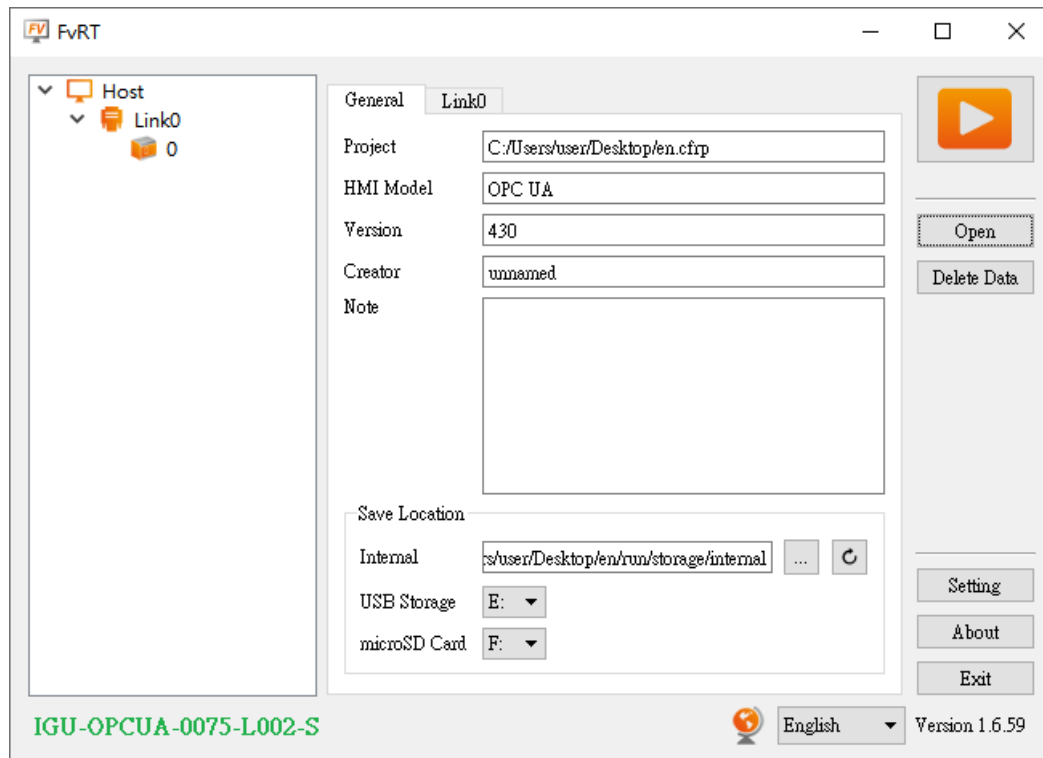 FV FvRT
Host
Link0
0
General Link0
Project C:/Users/user/Desktop/en.cfrp
HMI Model OPC UA
Version 430
Creator unnamed
Note
Save Location
Internal rs/user/Desktop/en/run/storage/internal ...
USB Storage E:
microSD Card F:
Open
Delete Data
Setting
About
Exit
IGU-OPCUA-0075-L002-S
English
Version 1.6.59